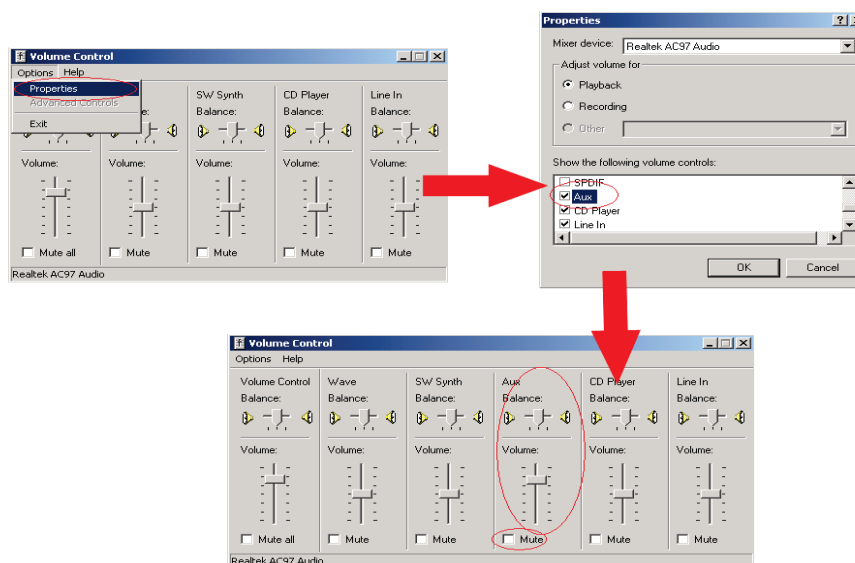 Volume Control
Options Help
Properties
Advanced Controls
Exit
SW Synth CD Player Line In
Balance: Balance: Balance:
Volume: Volume: Volume: Volume: Volume:
Mute all Mute Mute Mute Mute
Realtek AC97 Audio
Properties
Mixer device: Realtek AC97 Audio
Adjust volume for
Playback
Recording
Other
Show the following volume controls:
SPDIF
Aux
CD Player
Line In
OK Cancel
Volume Control
Options Help
Volume Control Wave SW Synth Aux CD Player Line In
Balance: Balance: Balance: Balance: Balance: Balance:
Volume: Volume: Volume: Volume: Volume: Volume:
Mute all Mute Mute Mute Mute Mute
Realtek AC97 Audio